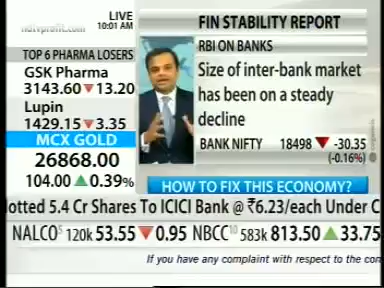 ndtvprofit.com
LIVE
10:01 AM
TOP 6 PHARMA LOSERS
GSK Pharma
3143.60 ▼ 13.20
Lupin
1429.15 ▼ 3.35
MCX GOLD
26868.00
104.00 ▲ 0.39%
FIN STABILITY REPORT
RBI ON BANKS
Size of inter-bank market
has been on a steady
decline
BANK NIFTY 18498 ▼ -30.35
(-0.16%)
HOW TO FIX THIS ECONOMY?
lotted 5.4 Cr Shares To ICICI Bank @ ₹6.23/each Under C
NALCO 120k 53.55 ▼ 0.95 NBCC 583k 813.50 ▲ 33.75
If you have any complaint with respect to the con